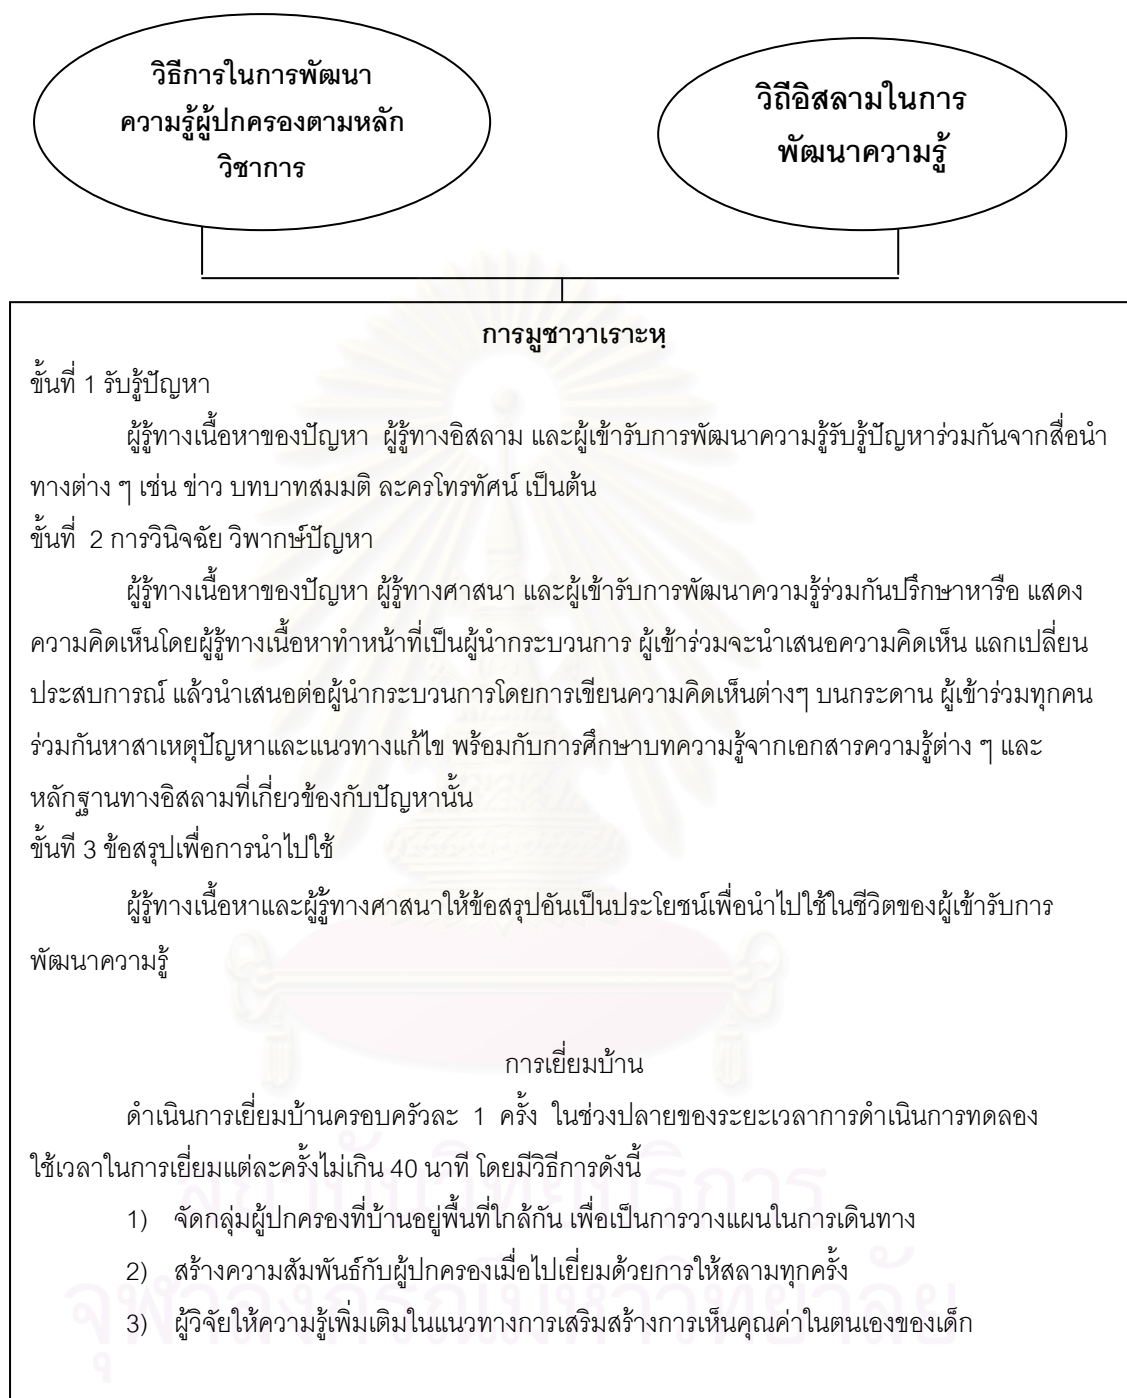 วิธีการในการพัฒนา
ความรู้ผู้ปกครองตามหลัก
วิชาการ
วิถีอิสลามในการ
พัฒนาความรู้
การมูชาวาเราะหฺ
ขั้นที่ 1 รับรู้ปัญหา
ผู้รู้ทางเนื้อหาของปัญหา ผู้รู้ทางอิสลาม และผู้เข้ารับการพัฒนาความรู้รับรู้ปัญหาร่วมกันจากสื่อนำ
ทางต่าง ๆ เช่น ข่าว บทบาทสมมติ ละครโทรทัศน์ เป็นต้น
ขั้นที่ 2 การวินิจฉัย วิพากษ์ปัญหา
ผู้รู้ทางเนื้อหาของปัญหา ผู้รู้ทางศาสนา และผู้เข้ารับการพัฒนาความรู้ร่วมกันปรึกษาหารือ แสดง
ความคิดเห็นโดยผู้รู้ทางเนื้อหาทำหน้าที่เป็นผู้นำกระบวนการ ผู้เข้าร่วมจะนำเสนอความคิดเห็น แลกเปลี่ยน
ประสบการณ์ แล้วนำเสนอต่อผู้นำกระบวนการโดยการเขียนความคิดเห็นต่างๆ บนกระดาน ผู้เข้าร่วมทุกคน
ร่วมกันหาสาเหตุปัญหาและแนวทางแก้ไข พร้อมกับการศึกษาบทความรู้จากเอกสารความรู้ต่าง ๆ และ
หลักฐานทางอิสลามที่เกี่ยวข้องกับปัญหานั้น
ขั้นที่ 3 ข้อสรุปเพื่อการนำไปใช้
ผู้รู้ทางเนื้อหาและผู้รู้ทางศาสนาให้ข้อสรุปอันเป็นประโยชน์เพื่อนำไปใช้ในชีวิตของผู้เข้ารับการ
พัฒนาความรู้
การเยี่ยมบ้าน
ดำเนินการเยี่ยมบ้านครอบครัวละ 1 ครั้ง ในช่วงปลายของระยะเวลาการดำเนินการทดลอง
ใช้เวลาในการเยี่ยมแต่ละครั้งไม่เกิน 40 นาที โดยมีวิธีการดังนี้
1) จัดกลุ่มผู้ปกครองที่บ้านอยู่พื้นที่ใกล้กัน เพื่อเป็นการวางแผนในการเดินทาง
2) สร้างความสัมพันธ์กับผู้ปกครองเมื่อไปเยี่ยมด้วยการให้สลามทุกครั้ง
3) ผู้วิจัยให้ความรู้เพิ่มเติมในแนวทางการเสริมสร้างการเห็นคุณค่าในตนเองของเด็ก
สถาบันวิทยบริการ
จุฬาลงกรณ์มหาวิทยาลัย